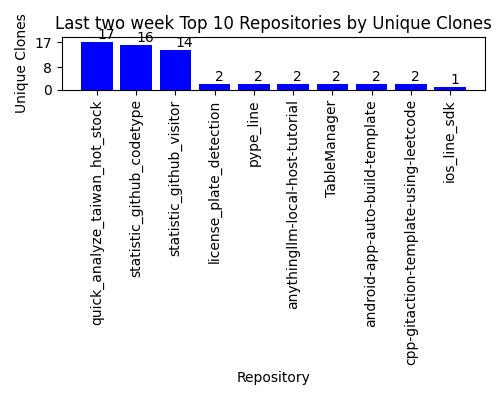 Last two week Top 10 Repositories by Unique Clones
Unique Clones
17
8
0
17
16
14
2
2
2
2
2
2
1
quick_analyze_taiwan_hot_stock
statistic_github_codetype
statistic_github_visitor
license_plate_detection
pype_line
anythingllm-local-host-tutorial
TableManager
android-app-auto-build-template
cpp-gitaction-template-using-leetcode
ios_line_sdk
Repository